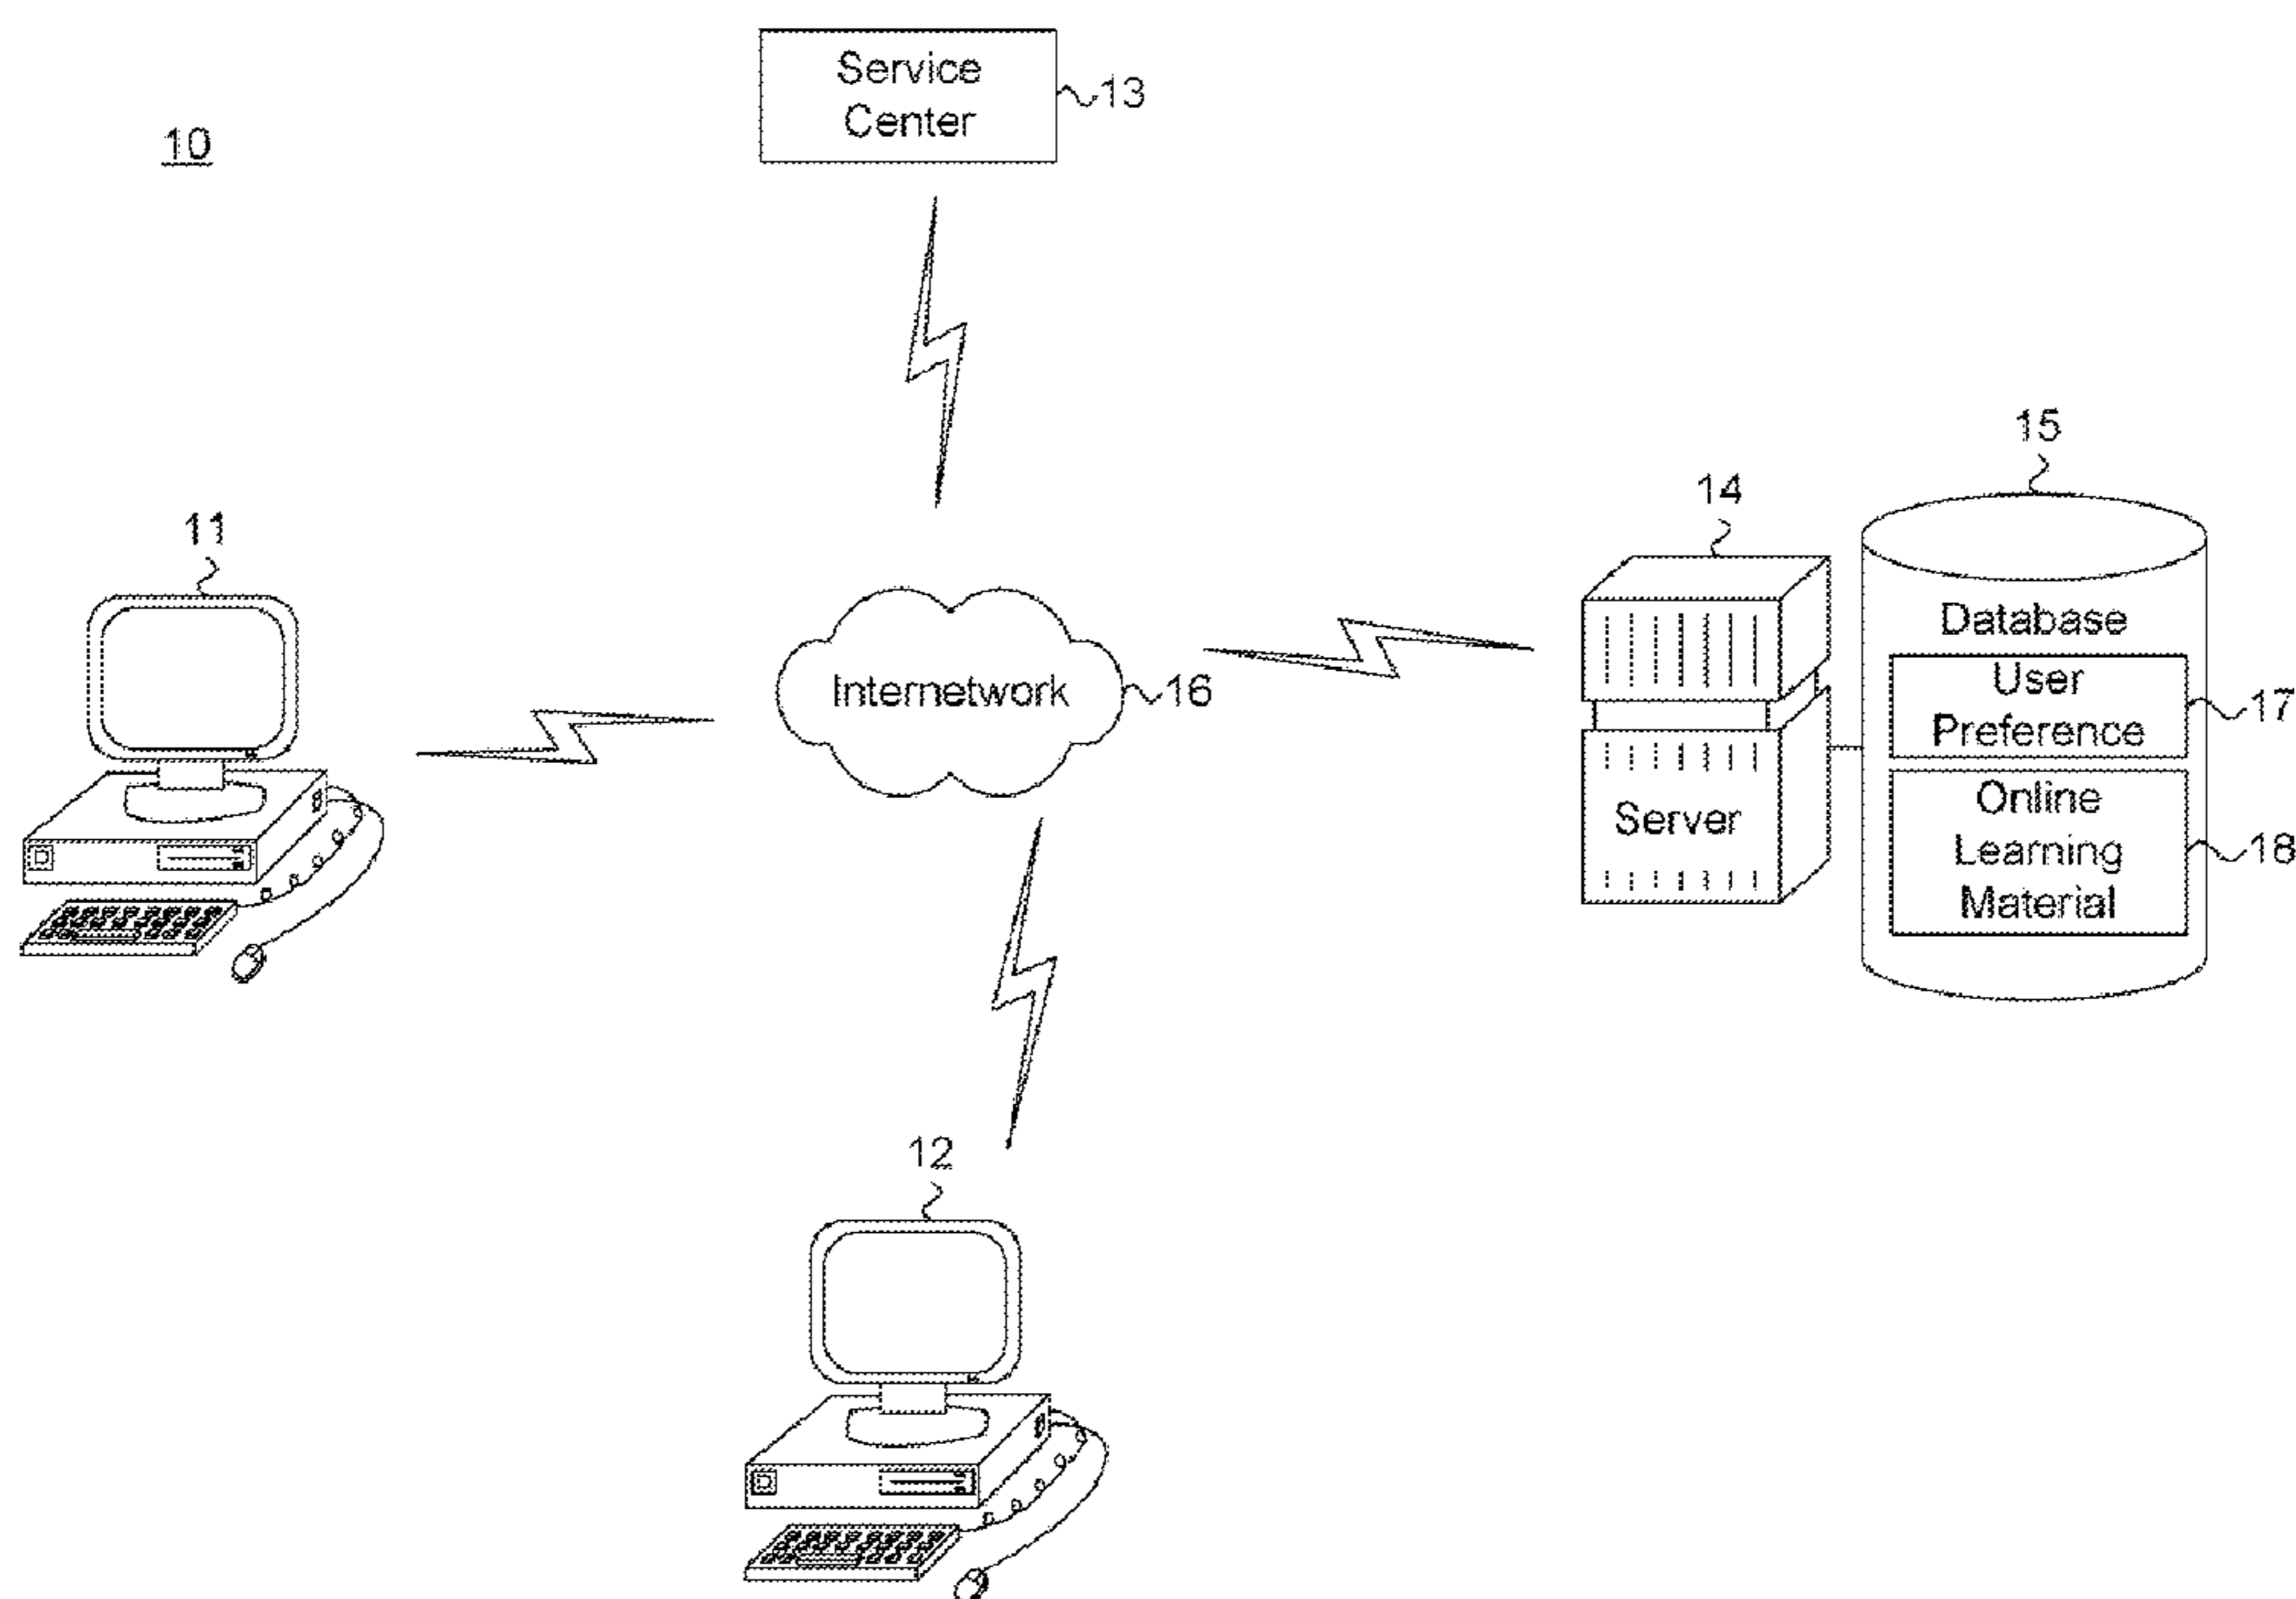 Service
Center
13
10
15
14
11
Database
Internetwork
16
User
Preference
17
Online
Learning
Material
18
Server
12